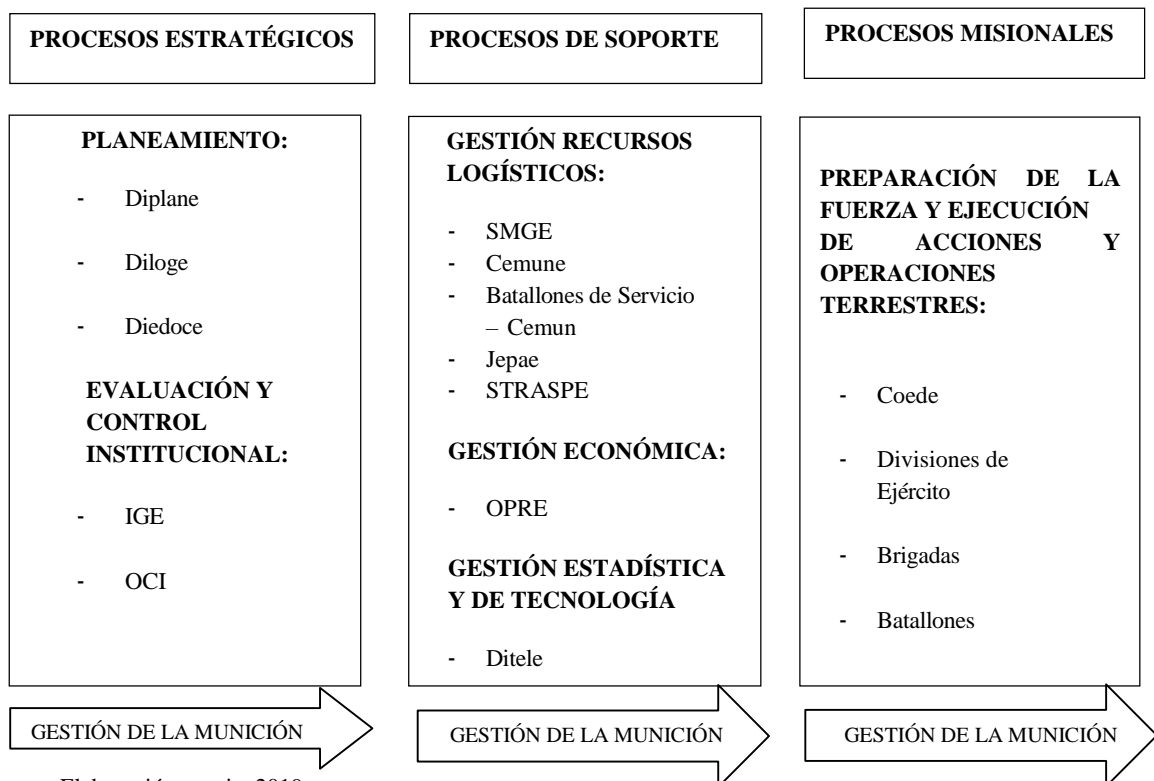 PROCESOS ESTRATÉGICOS
PLANEAMIENTO:
- Diplane
- Diloge
- Diedoce
EVALUACIÓN Y
CONTROL
INSTITUCIONAL:
- IGE
- OCI
GESTIÓN DE LA MUNICIÓN
PROCESOS DE SOPORTE
GESTIÓN RECURSOS
LOGÍSTICOS:
- SMGE
- Cemune
- Batallones de Servicio
– Cemun
- Jepae
- STRASPE
GESTIÓN ECONÓMICA:
- OPRE
GESTIÓN ESTADÍSTICA
Y DE TECNOLOGÍA
- Ditele
GESTIÓN DE LA MUNICIÓN
PROCESOS MISIONALES
PREPARACIÓN DE LA
FUERZA Y EJECUCIÓN
DE ACCIONES Y
OPERACIONES
TERRESTRES:
- Coede
- Divisiones de
Ejército
- Brigadas
- Batallones
GESTIÓN DE LA MUNICIÓN